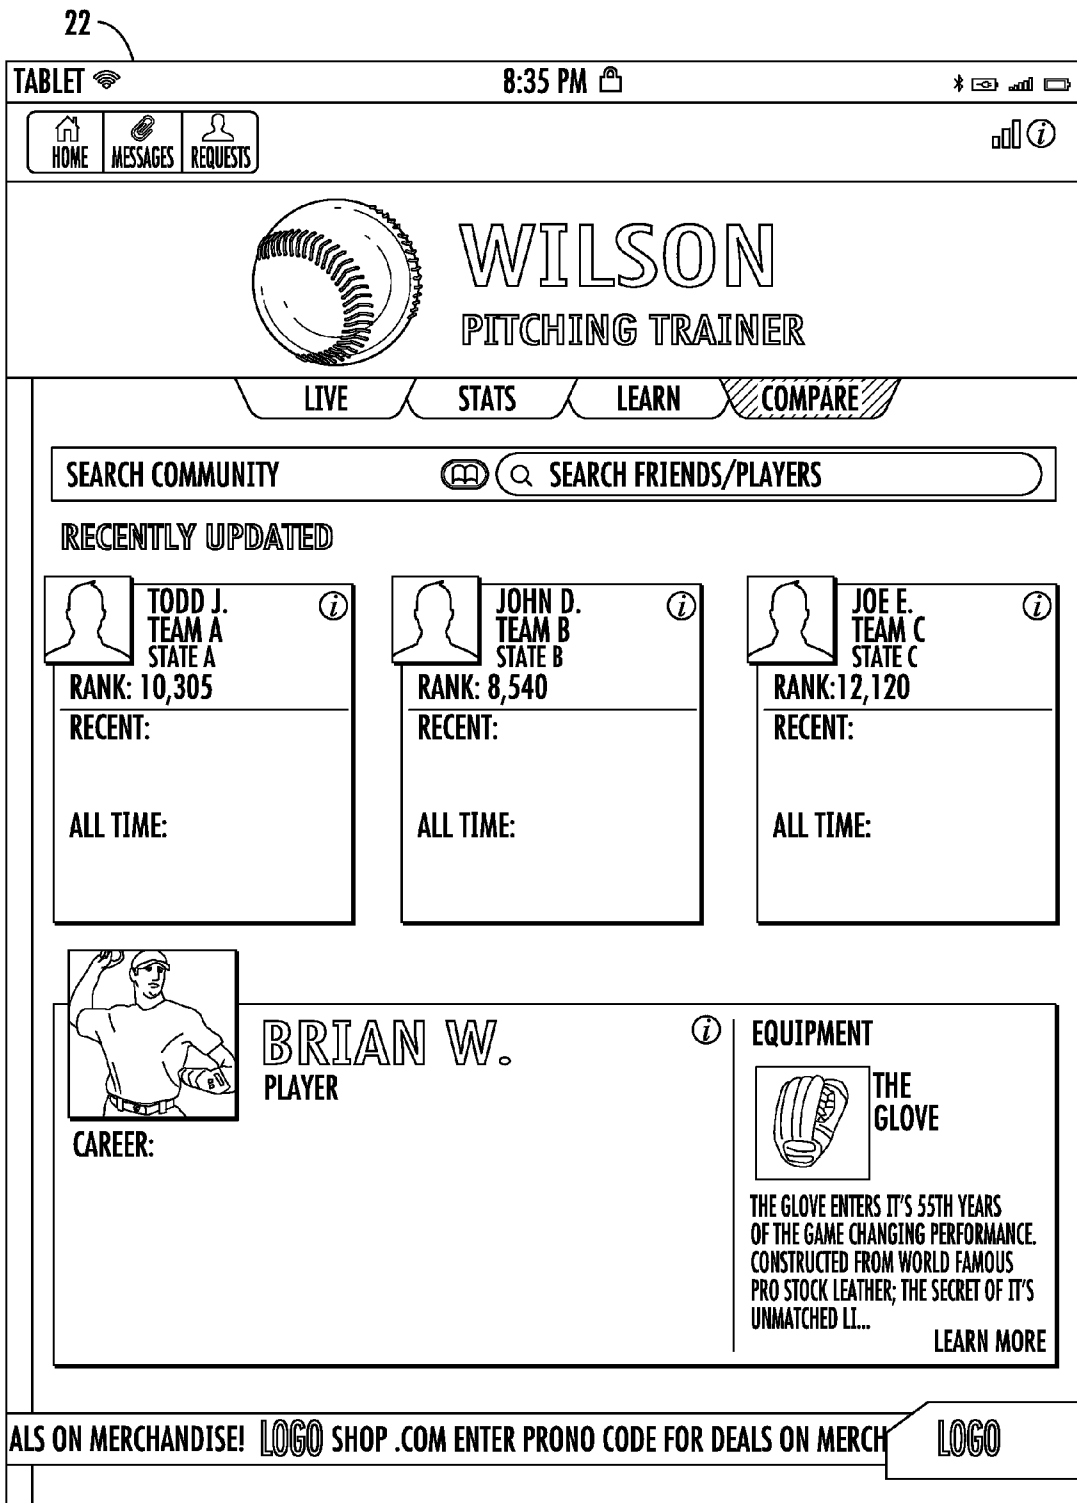 22
TABLET 8:35 PM
HOME MESSAGES REQUESTS i
WILSON
PITCHING TRAINER
LIVE STATS LEARN COMPARE
SEARCH COMMUNITY SEARCH FRIENDS/PLAYERS
RECENTLY UPDATED
TODD J. i
TEAM A
STATE A
RANK: 10,305
RECENT:
ALL TIME:
JOHN D. i
TEAM B
STATE B
RANK: 8,540
RECENT:
ALL TIME:
JOE E. i
TEAM C
STATE C
RANK:12,120
RECENT:
ALL TIME:
BRIAN W. i
PLAYER
CAREER:
EQUIPMENT
THE
GLOVE
THE GLOVE ENTERS IT'S 55TH YEARS
OF THE GAME CHANGING PERFORMANCE.
CONSTRUCTED FROM WORLD FAMOUS
PRO STOCK LEATHER; THE SECRET OF IT'S
UNMATCHED LI...
LEARN MORE
ALS ON MERCHANDISE! LOGO SHOP .COM ENTER PRONO CODE FOR DEALS ON MERCH LOGO